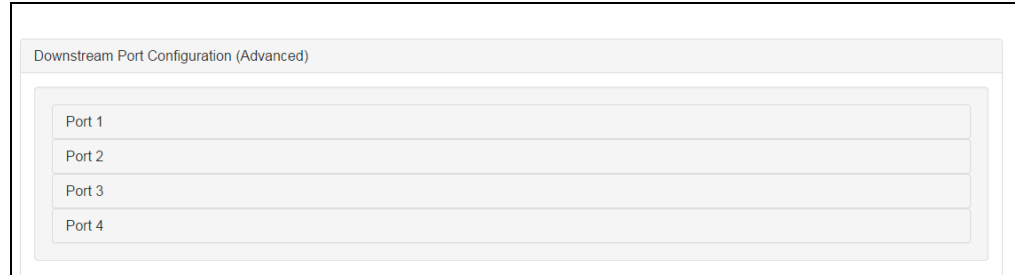 Downstream Port Configuration (Advanced)
Port 1
Port 2
Port 3
Port 4